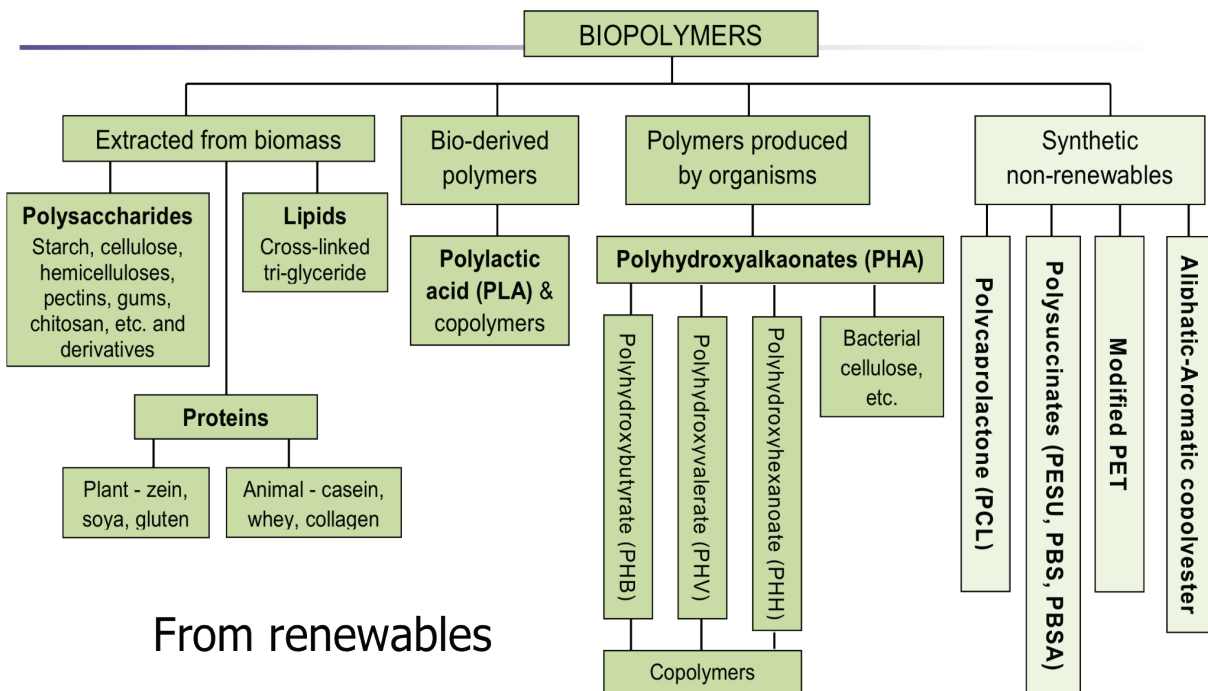 BIOPOLYMERS
Extracted from biomass
Polysaccharides
Starch, cellulose,
hemicelluloses,
pectins, gums,
chitosan, etc. and
derivatives
Lipids
Cross-linked
tri-glyceride
Proteins
Plant - zein,
soya, gluten
Animal - casein,
whey, collagen
Bio-derived
polymers
Polylactic
acid (PLA) &
copolymers
Polymers produced
by organisms
Polyhydroxyalkaonates (PHA)
Polyhydroxybutyrate (PHB)
Polyhydroxyvalerate (PHV)
Polyhydroxyhexanoate (PHH)
Bacterial
cellulose,
etc.
Copolymers
Synthetic
non-renewables
Polycaprolactone (PCL)
Polysuccinates (PESU, PBS, PBSA)
Modified PET
Aliphatic-Aromatic copolyester
From renewables